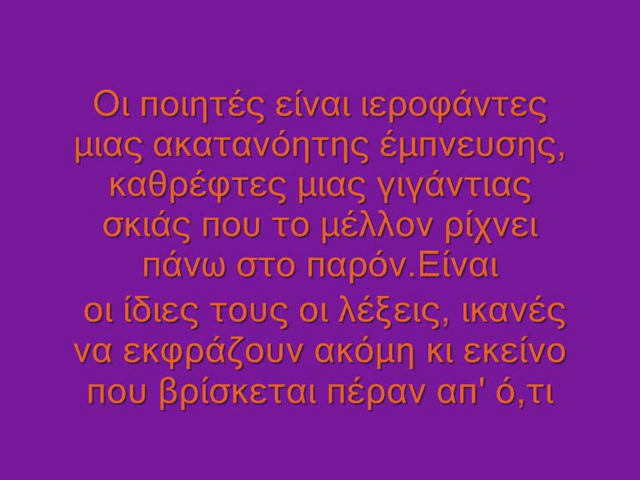 Οι ποιητές είναι ιεροφάντες
μιας ακατανόητης έμπνευσης,
καθρέφτες μιας γιγάντιας
σκιάς που το μέλλον ρίχνει
πάνω στο παρόν.Είναι
οι ίδιες τους οι λέξεις, ικανές
να εκφράζουν ακόμη κι εκείνο
που βρίσκεται πέραν απ' ό,τι